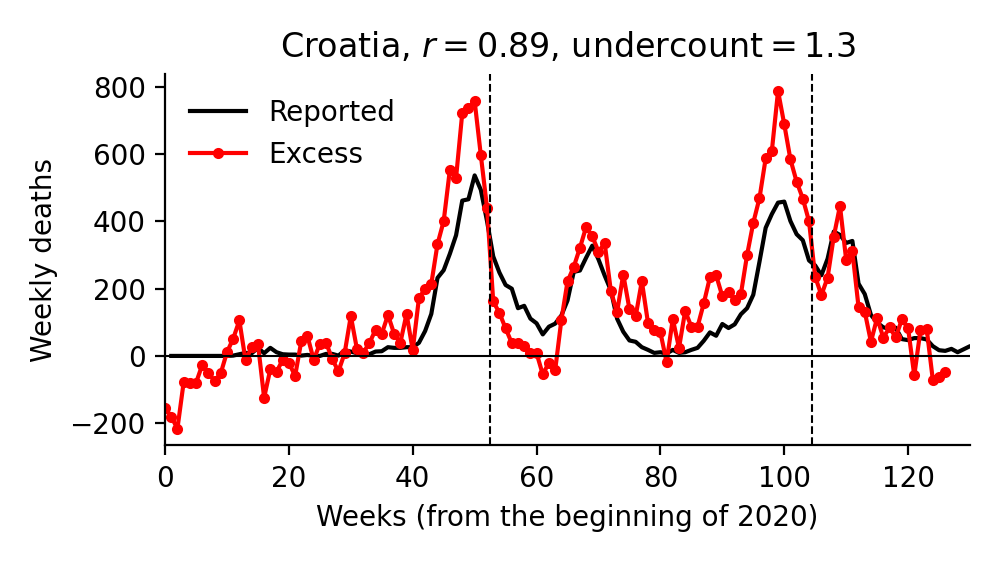 Croatia, r = 0.89, undercount = 1.3
Reported
Excess
Weekly deaths
800
600
400
200
0
−200
0 20 40 60 80 100 120
Weeks (from the beginning of 2020)